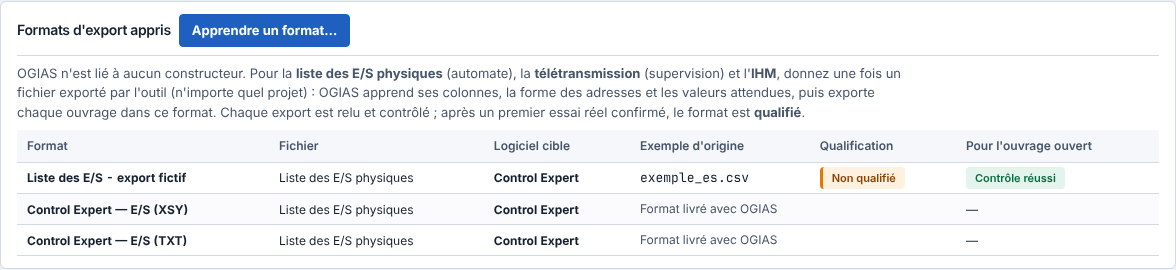 Formats d'export appris
Apprendre un format...
OGIAS n'est lié à aucun constructeur. Pour la liste des E/S physiques (automate), la télétransmission (supervision) et l'IHM, donnez une fois un
fichier exporté par l'outil (n'importe quel projet) : OGIAS apprend ses colonnes, la forme des adresses et les valeurs attendues, puis exporte
chaque ouvrage dans ce format. Chaque export est relu et contrôlé ; après un premier essai réel confirmé, le format est qualifié.
Format Fichier Logiciel cible Exemple d'origine Qualification Pour l'ouvrage ouvert
Liste des E/S - export fictif Liste des E/S physiques Control Expert exemple_es.csv Non qualifié Contrôle réussi
Control Expert — E/S (XSY) Liste des E/S physiques Control Expert Format livré avec OGIAS —
Control Expert — E/S (TXT) Liste des E/S physiques Control Expert Format livré avec OGIAS —